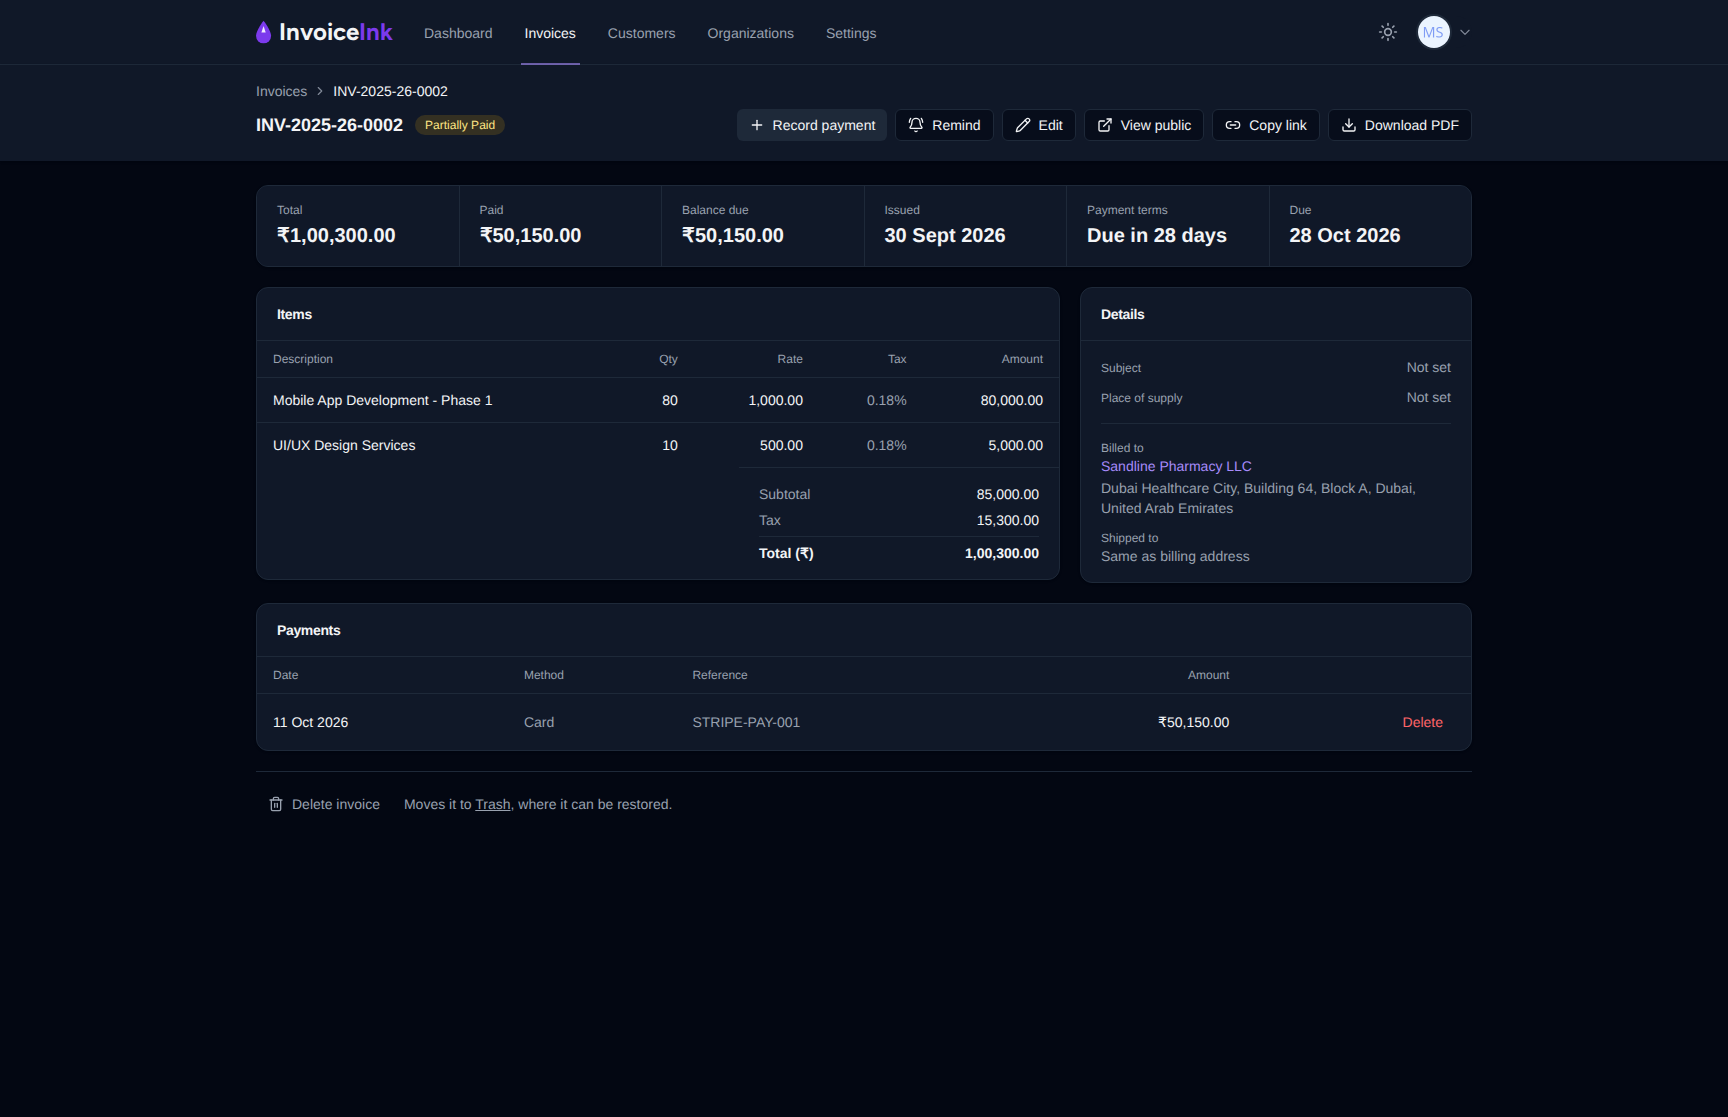 InvoiceInk Dashboard Invoices Customers Organizations Settings MS
Invoices > INV-2025-26-0002
INV-2025-26-0002 Partially Paid Record payment Remind Edit View public Copy link Download PDF
Total Paid Balance due Issued Payment terms Due
₹1,00,300.00 ₹50,150.00 ₹50,150.00 30 Sept 2026 Due in 28 days 28 Oct 2026
Items
Description Qty Rate Tax Amount
Mobile App Development - Phase 1 80 1,000.00 0.18% 80,000.00
UI/UX Design Services 10 500.00 0.18% 5,000.00
Subtotal 85,000.00
Tax 15,300.00
Total (₹) 1,00,300.00
Details
Subject Not set
Place of supply Not set
Billed to
Sandline Pharmacy LLC
Dubai Healthcare City, Building 64, Block A, Dubai,
United Arab Emirates
Shipped to
Same as billing address
Payments
Date Method Reference Amount
11 Oct 2026 Card STRIPE-PAY-001 ₹50,150.00 Delete
Delete invoice Moves it to Trash, where it can be restored.